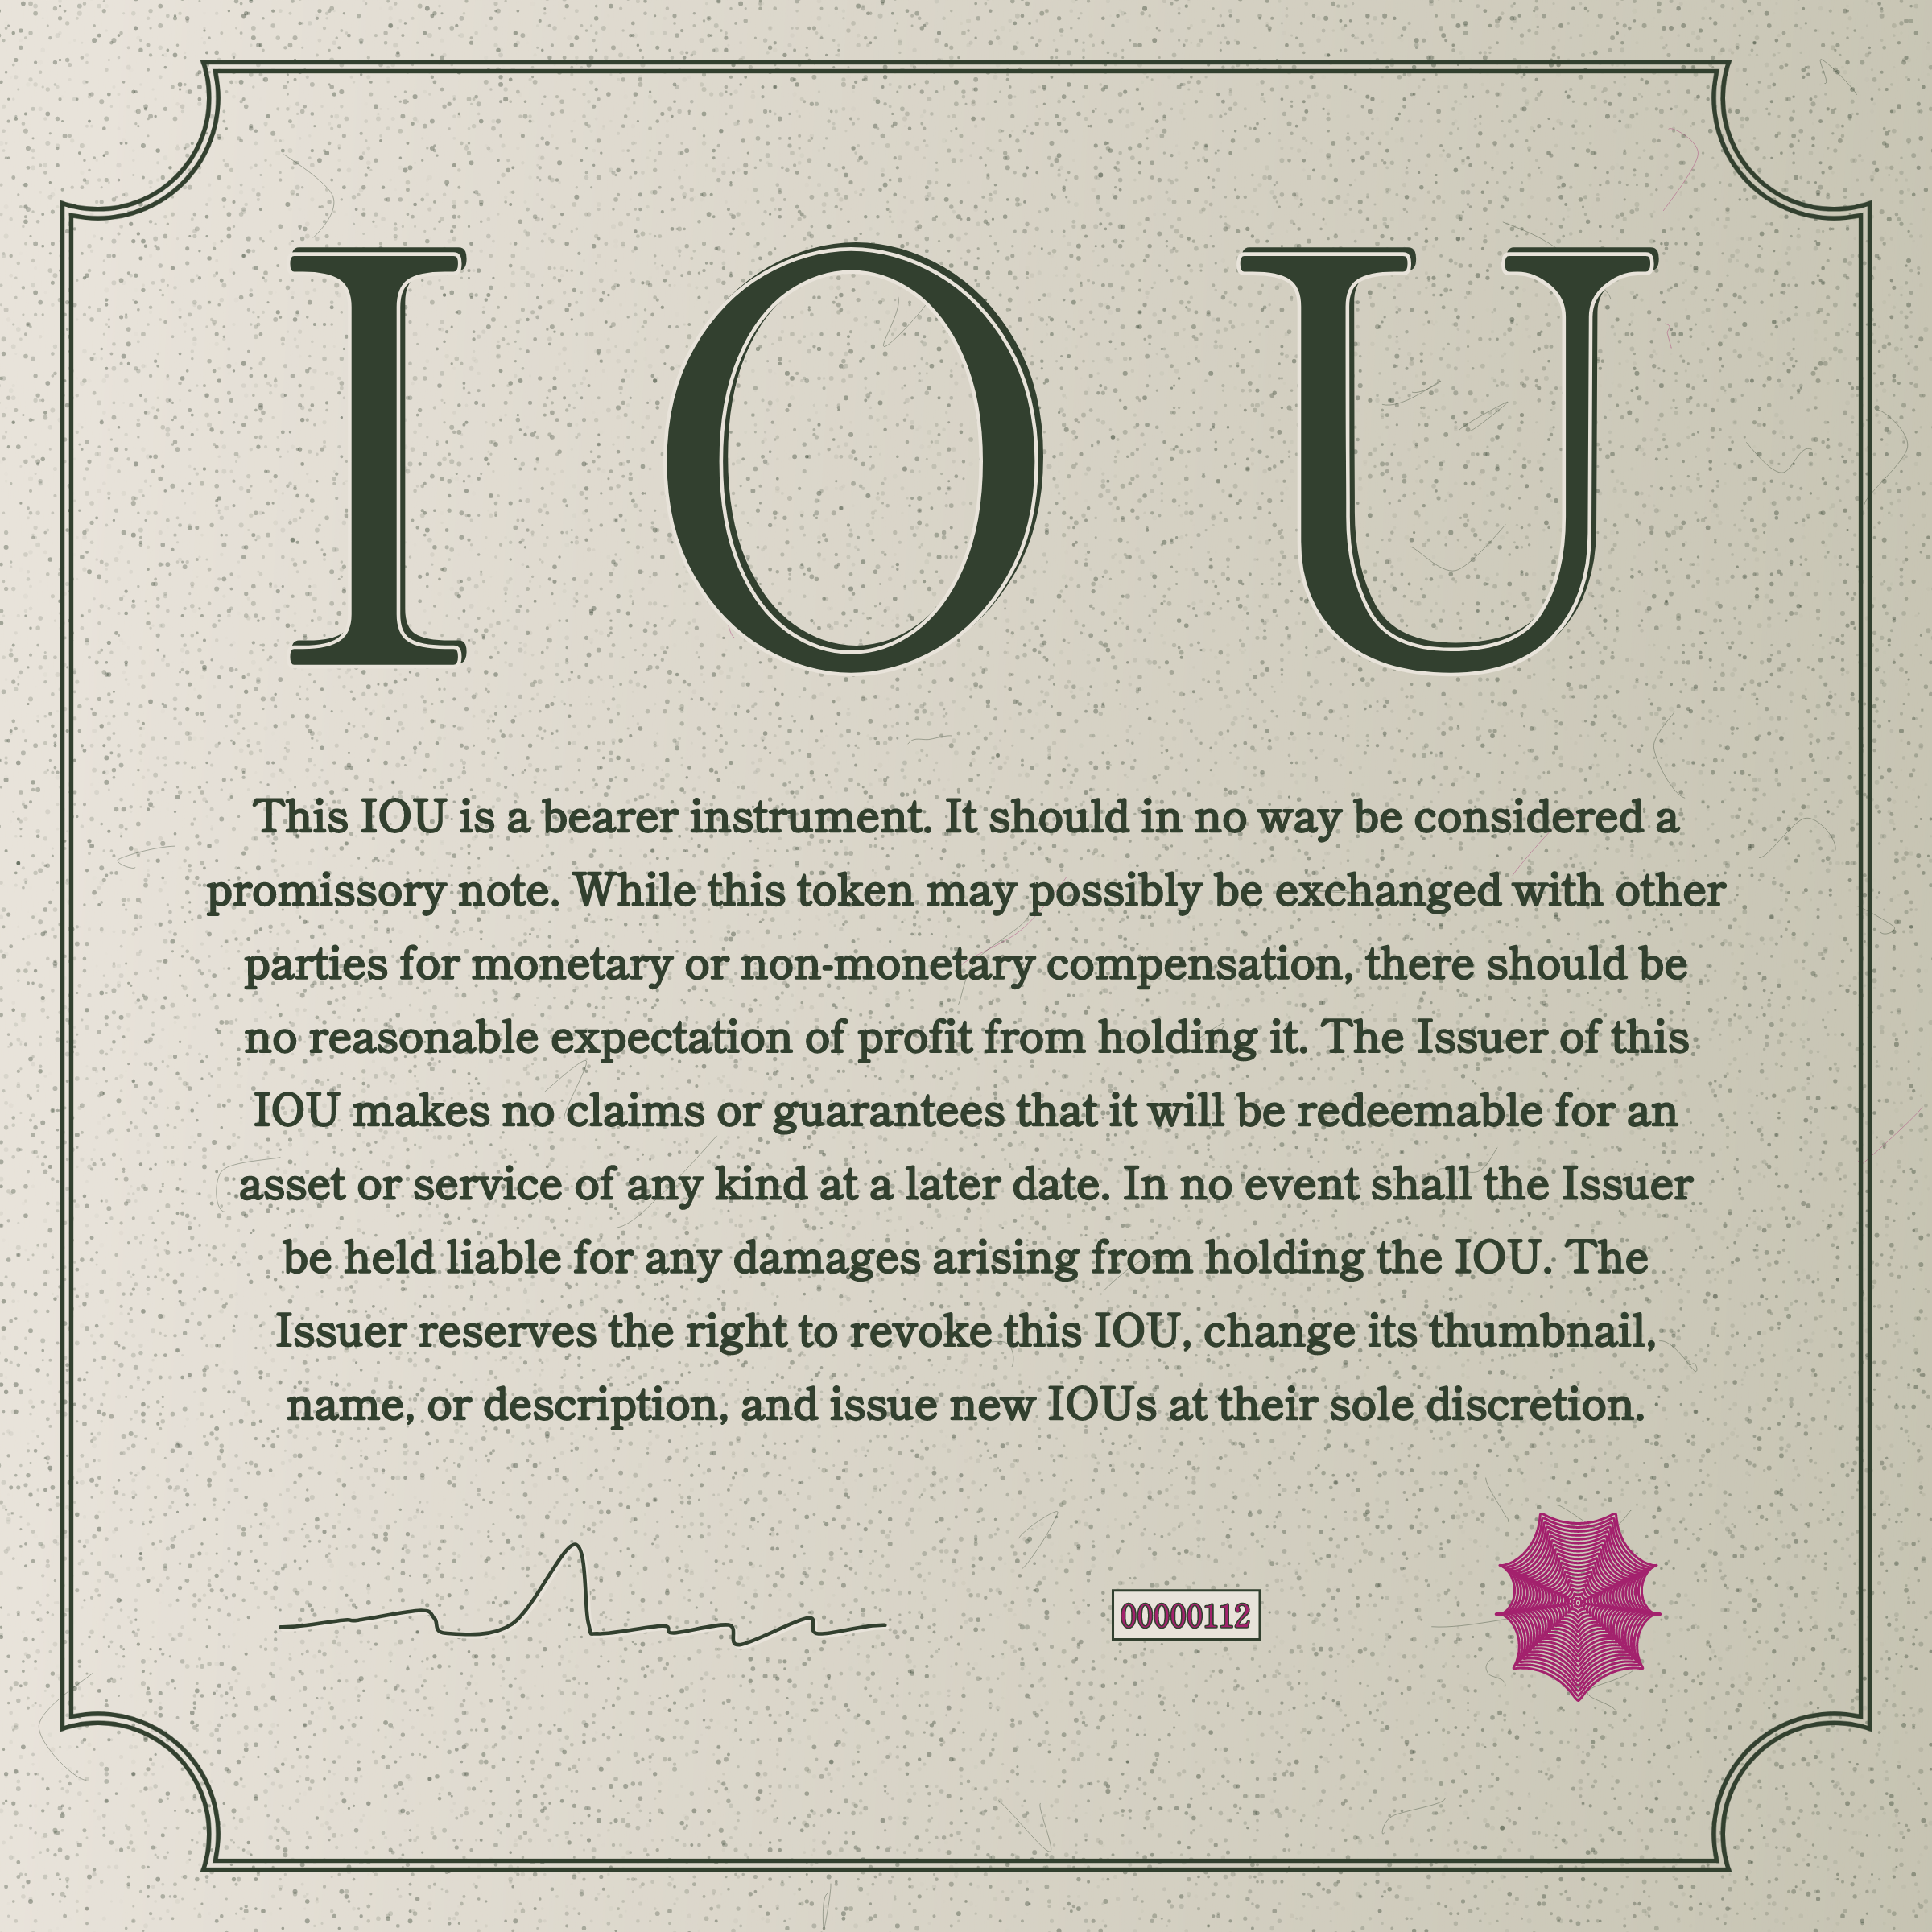 I O U
This IOU is a bearer instrument. It should in no way be considered a
promissory note. While this token may possibly be exchanged with other
parties for monetary or non-monetary compensation, there should be
no reasonable expectation of profit from holding it. The Issuer of this
IOU makes no claims or guarantees that it will be redeemable for an
asset or service of any kind at a later date. In no event shall the Issuer
be held liable for any damages arising from holding the IOU. The
Issuer reserves the right to revoke this IOU, change its thumbnail,
name, or description, and issue new IOUs at their sole discretion.
00000112